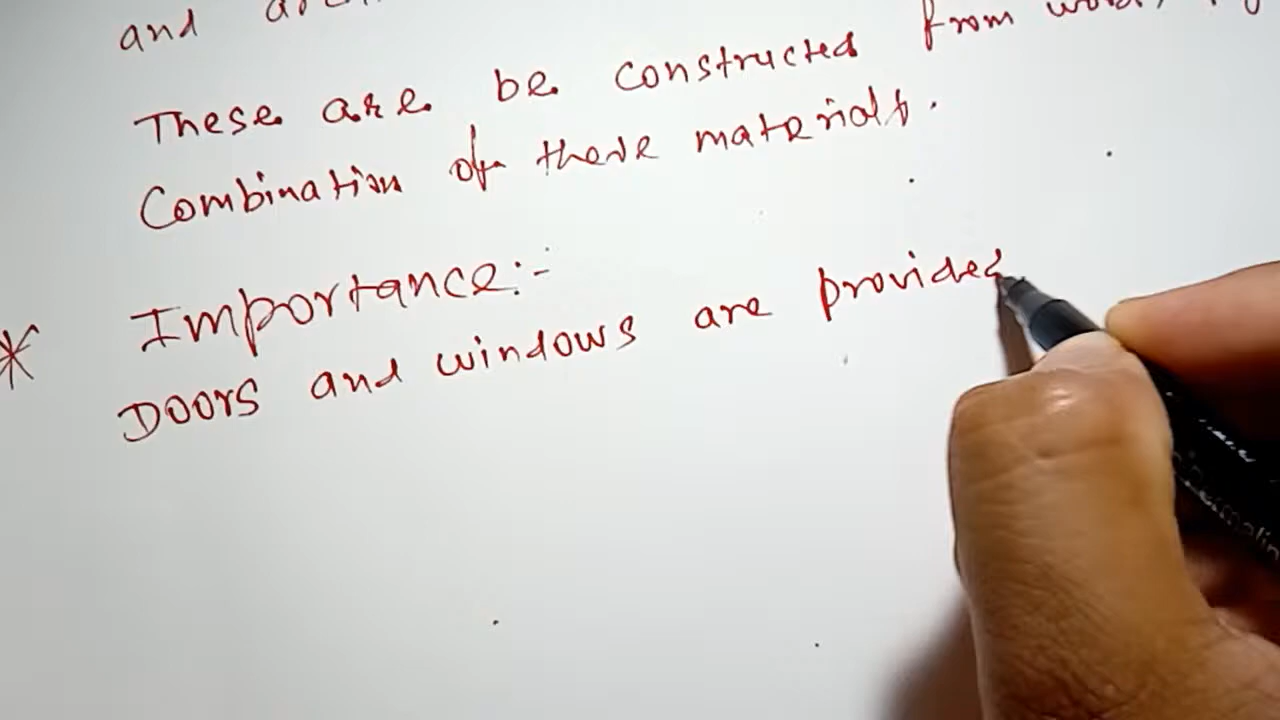 and
These are be constructed from
Combination of these materials.
* Importance:-
Doors and windows are provided